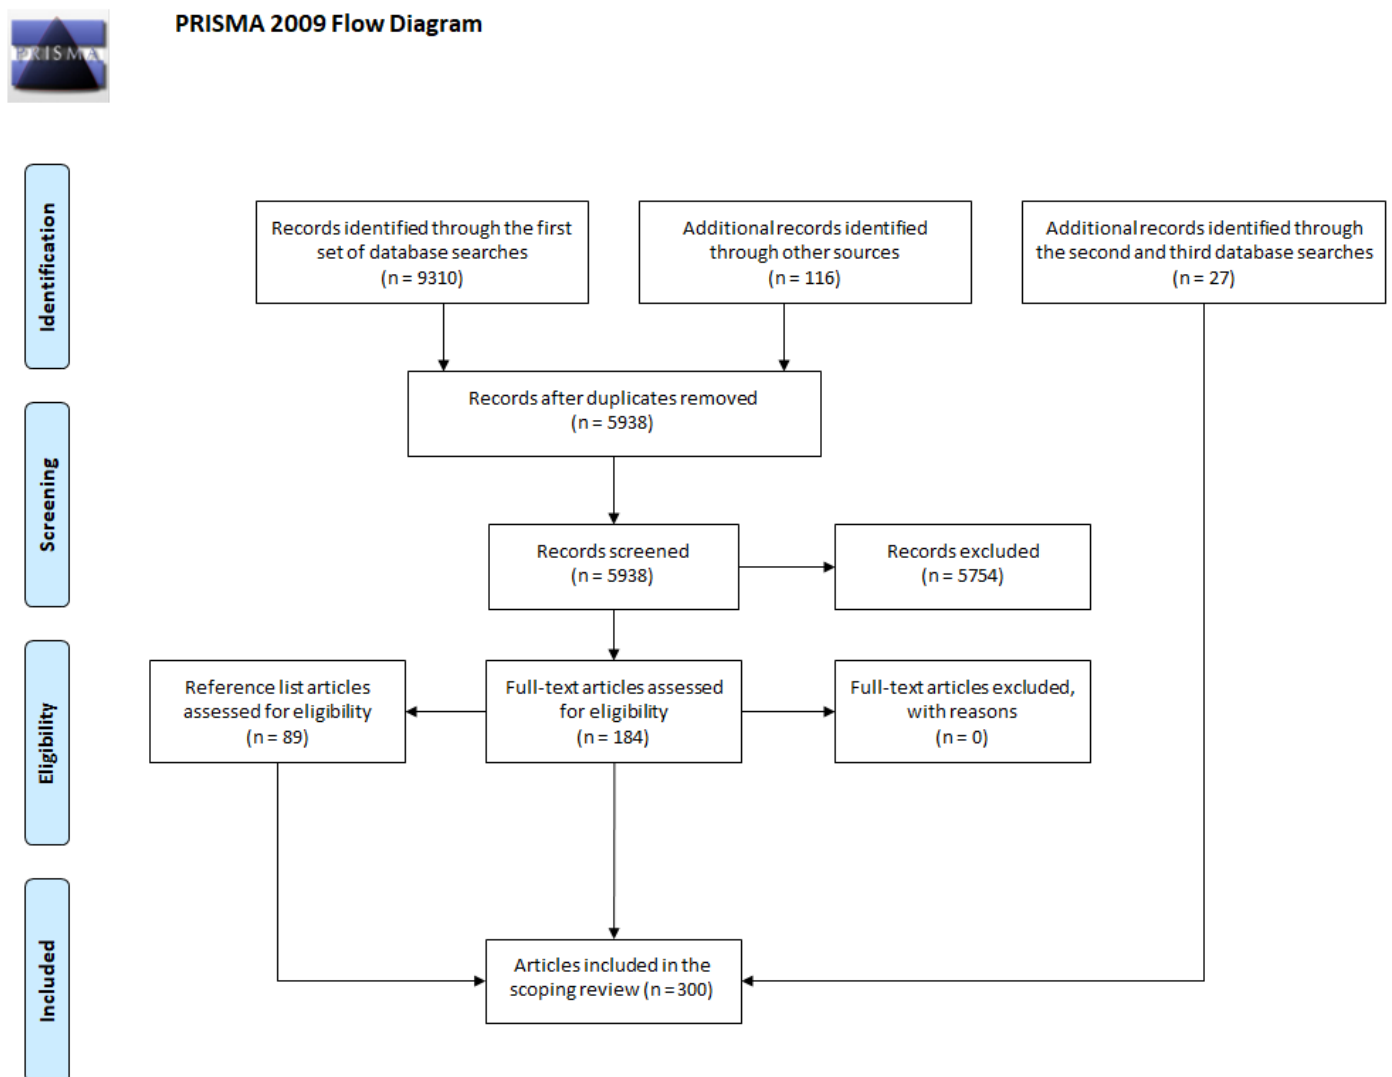 PRISMA 2009 Flow Diagram
PRISMA
Identification
Records identified through the first
set of database searches
(n = 9310)
Additional records identified
through other sources
(n = 116)
Additional records identified through
the second and third database searches
(n = 27)
Records after duplicates removed
(n = 5938)
Screening
Records screened
(n = 5938)
Records excluded
(n = 5754)
Eligibility
Reference list articles
assessed for eligibility
(n = 89)
Full-text articles assessed
for eligibility
(n = 184)
Full-text articles excluded,
with reasons
(n = 0)
Included
Articles included in the
scoping review (n = 300)